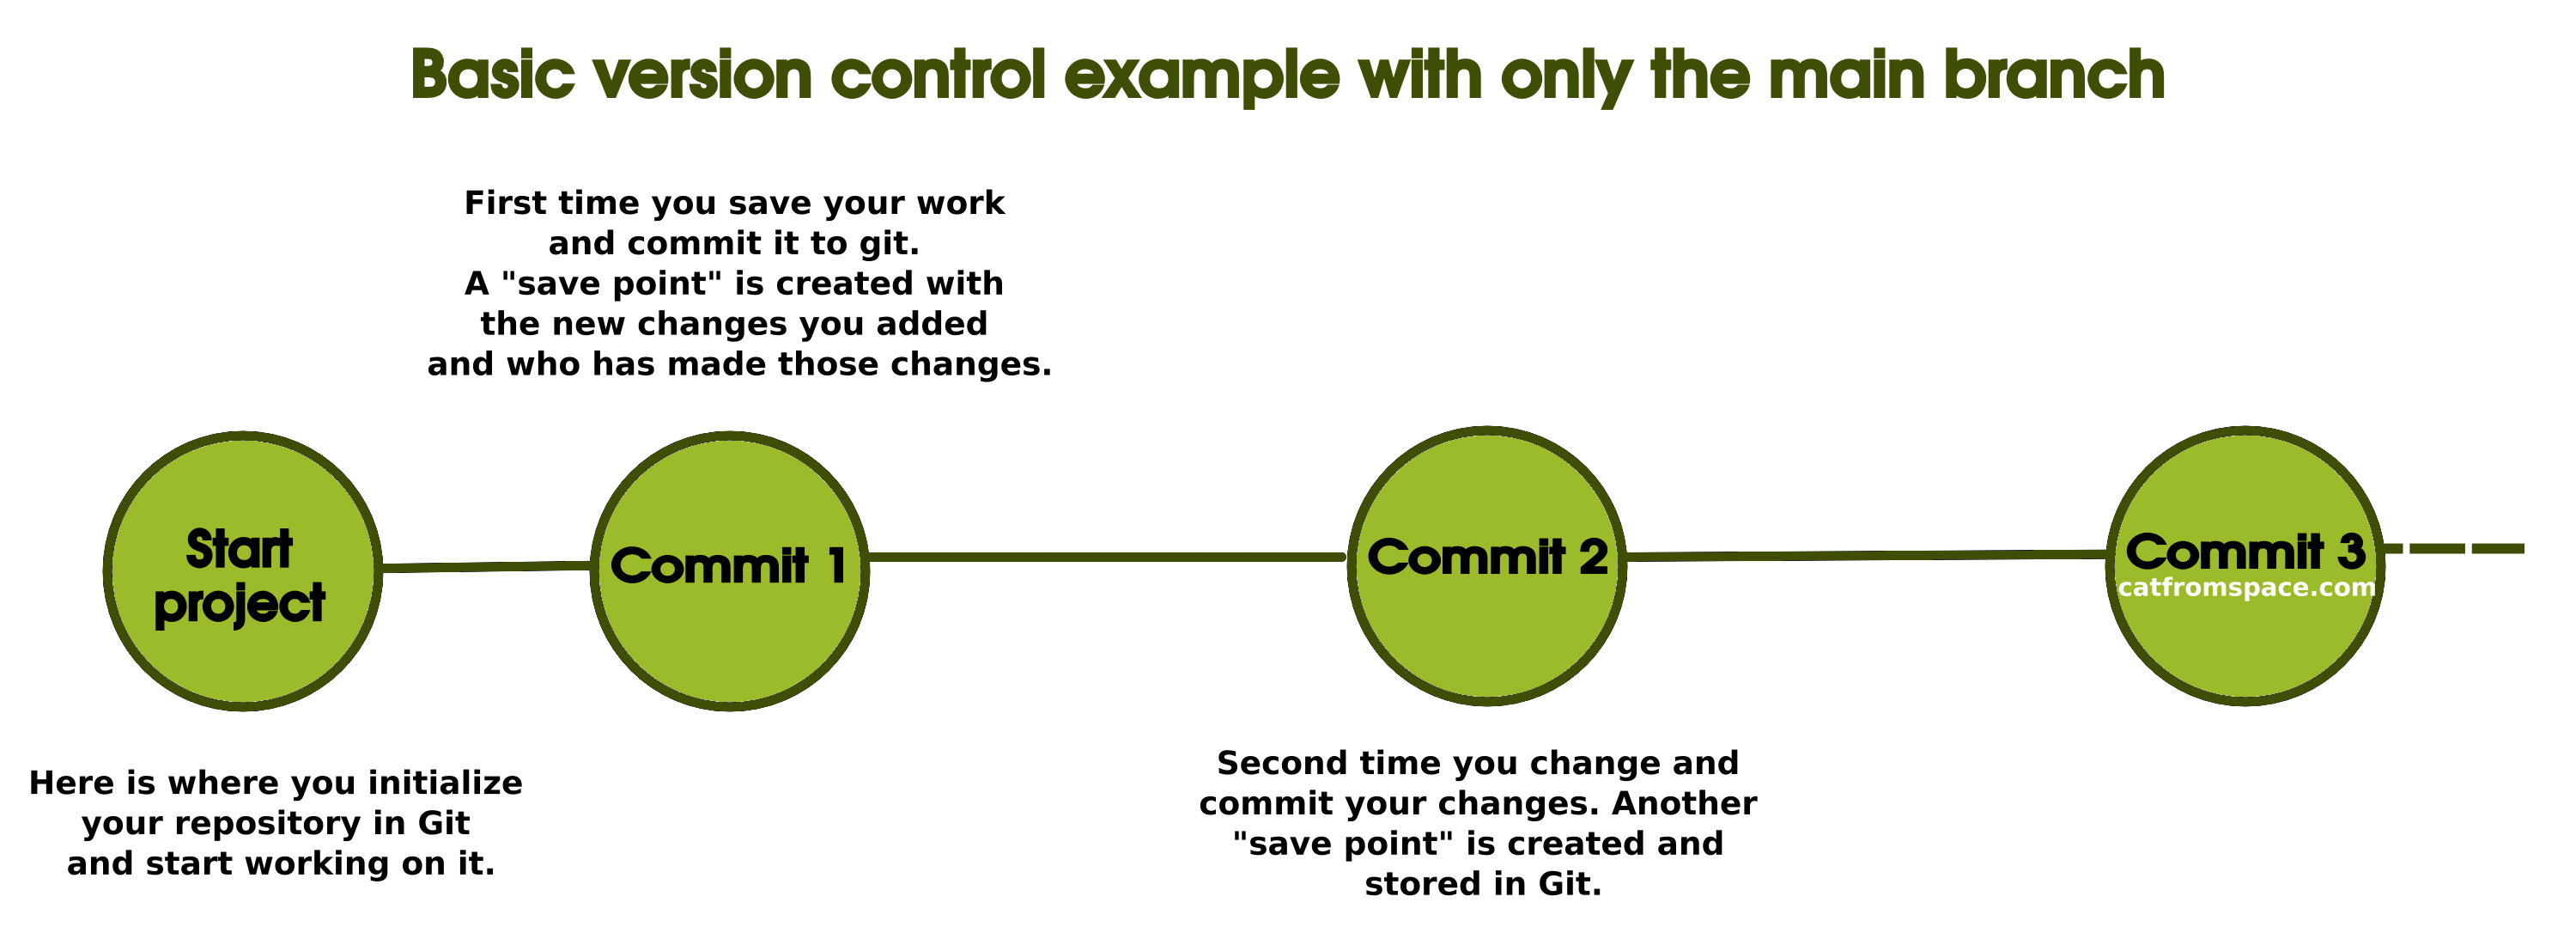 Basic version control example with only the main branch
First time you save your work
and commit it to git.
A "save point" is created with
the new changes you added
and who has made those changes.
Start
project
Commit 1
Commit 2
Commit 3
catfromspace.com
Here is where you initialize
your repository in Git
and start working on it.
Second time you change and
commit your changes. Another
"save point" is created and
stored in Git.